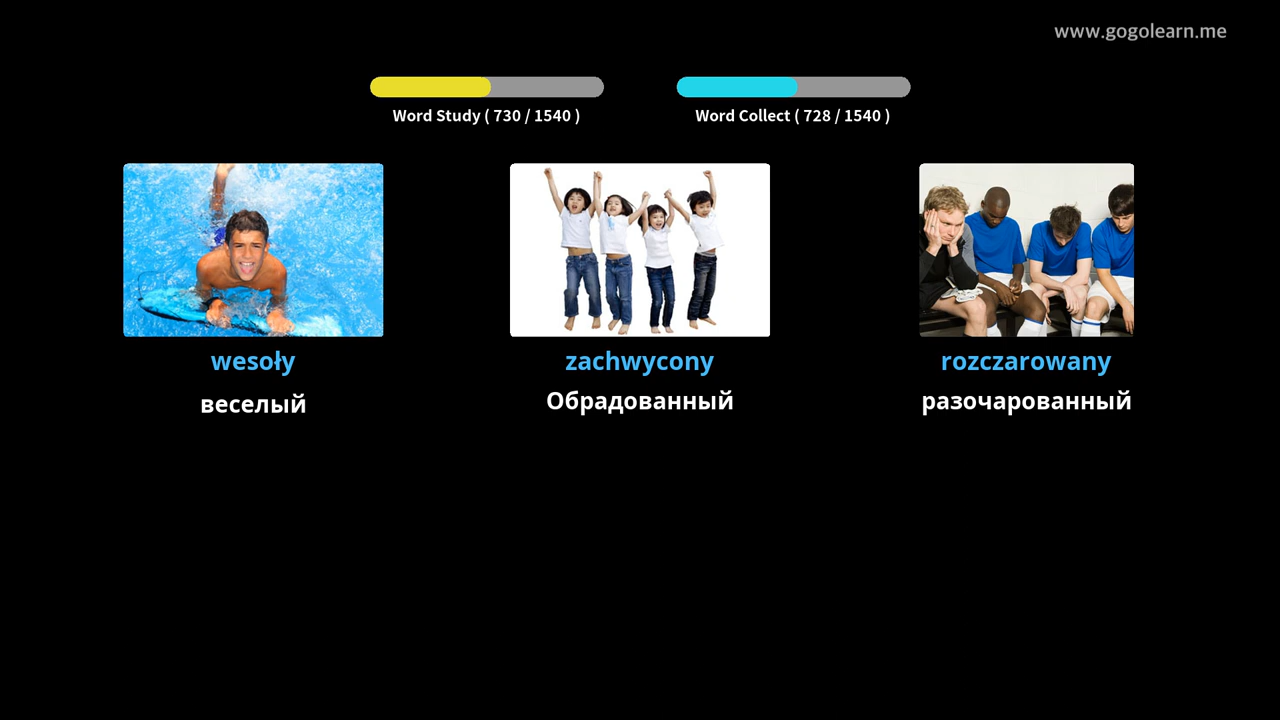 www.gogolearn.me
Word Study ( 730 / 1540 )
Word Collect ( 728 / 1540 )
wesoły
веселый
zachwycony
Обрадованный
rozczarowany
разочарованный